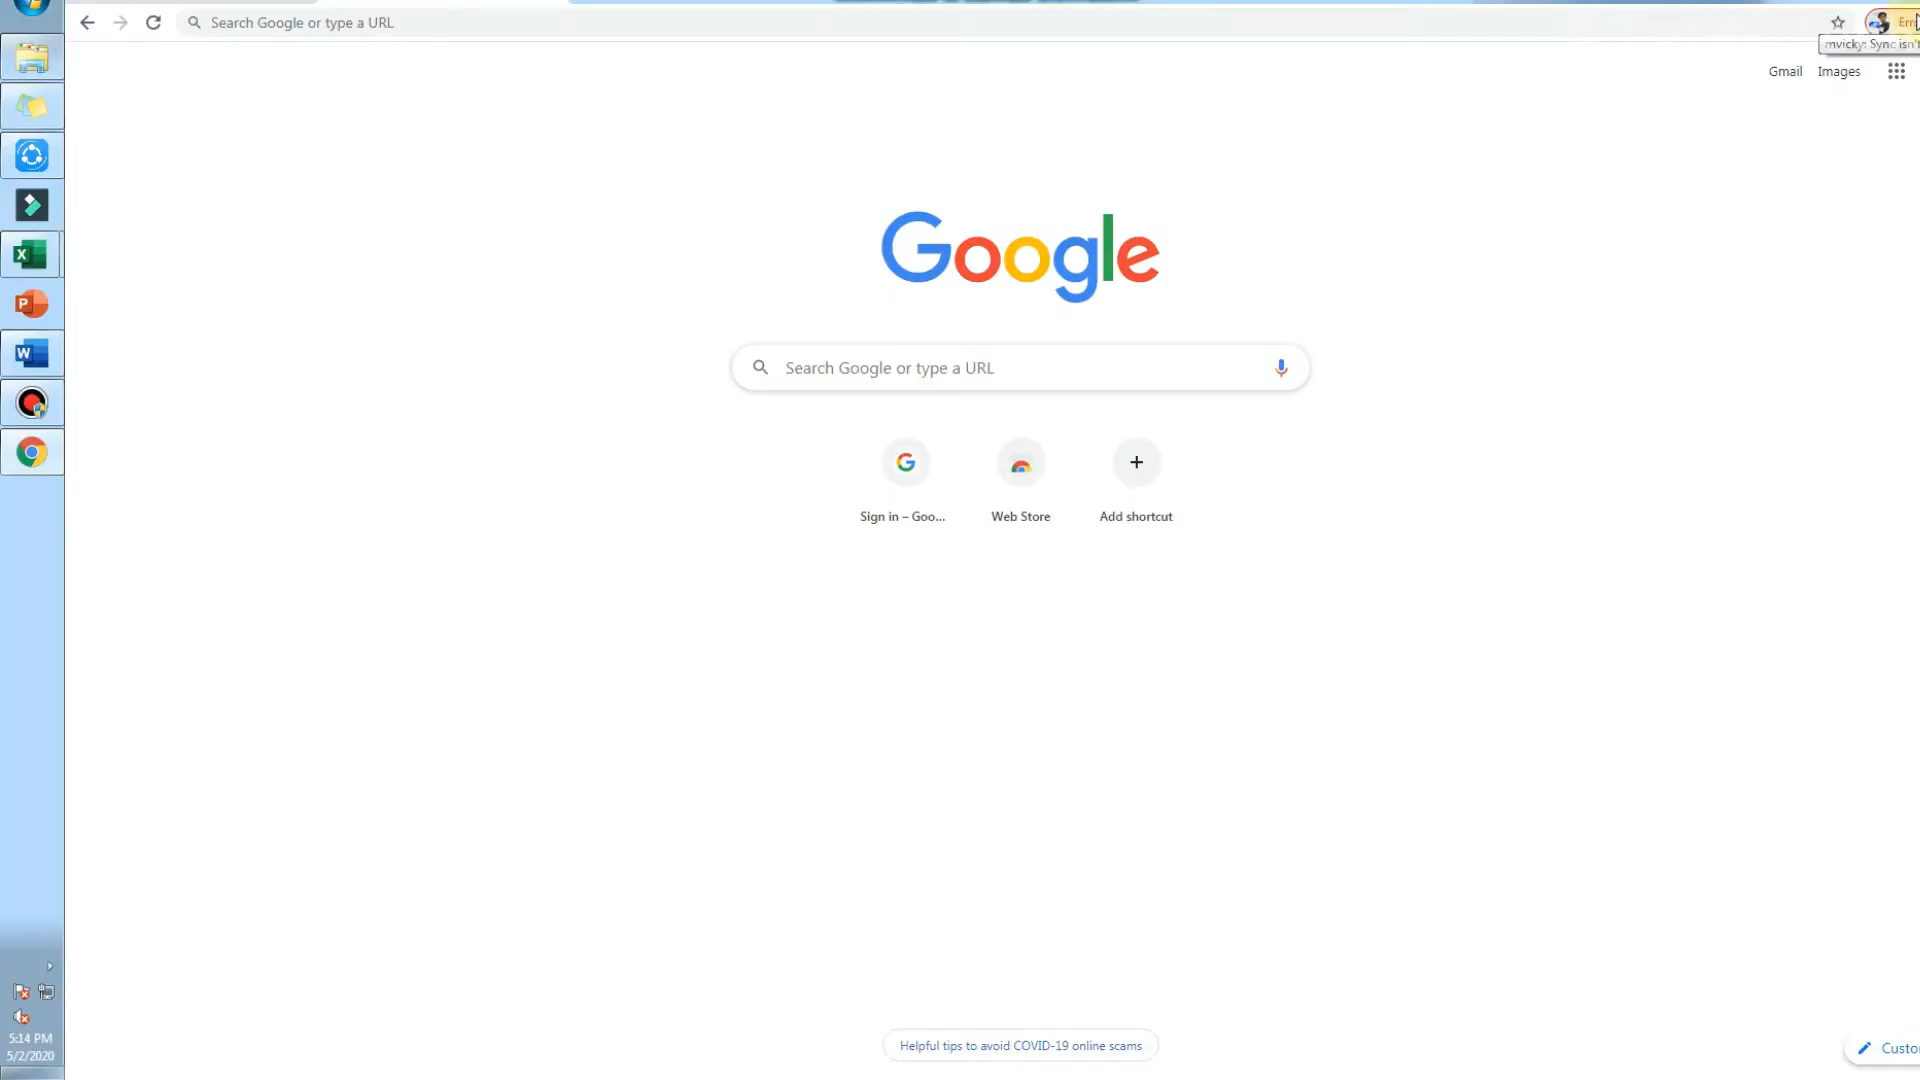 Search Google or type a URL
Erro
mvicky: Sync isn't
Gmail
Images
Google
Search Google or type a URL
Sign in – Goo...
Web Store
Add shortcut
Helpful tips to avoid COVID-19 online scams
Custo
5:14 PM
5/2/2020